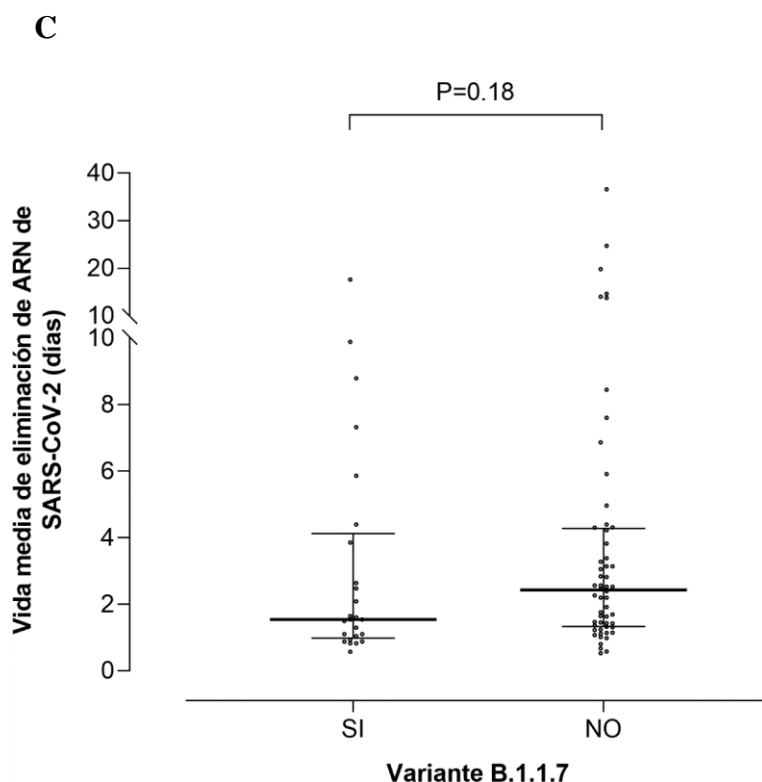 C
P=0.18
Vida media de eliminación de ARN de
SARS-CoV-2 (días)
40
30
20
10
10
8
6
4
2
0
SI
NO
Variante B.1.1.7